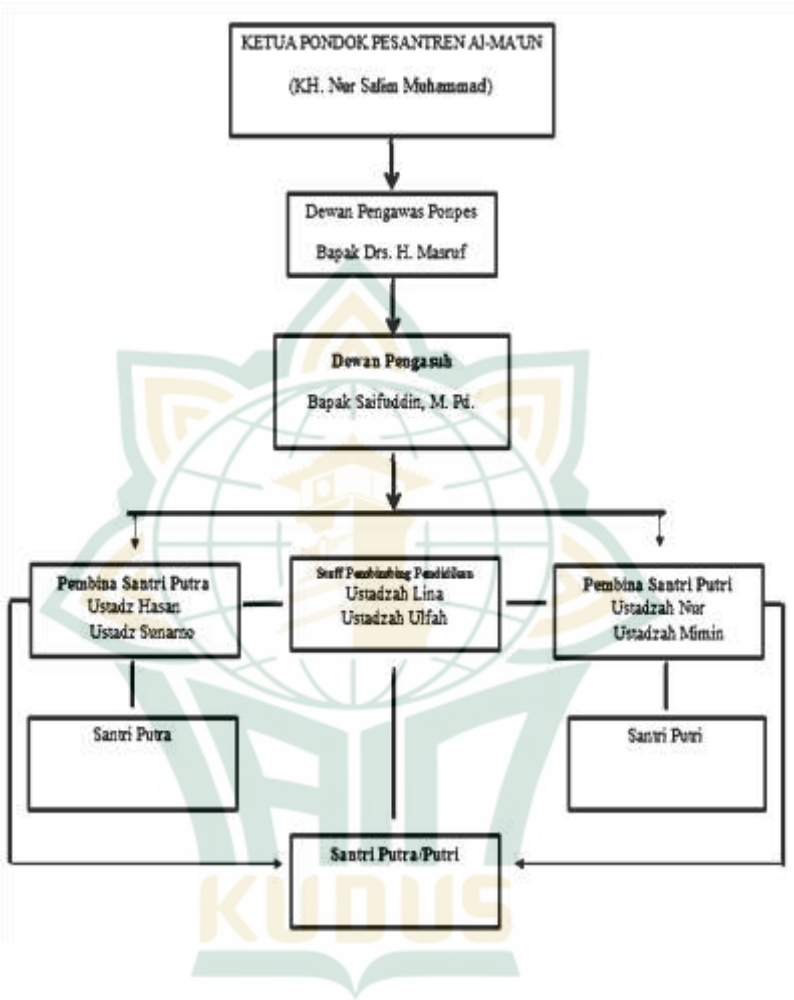 KETUA PONDOK PESANTREN Al-MA'UN
(KH. Nur Salim Muhammad)
Dewan Pengawas Ponpes
Bapak Drs. H. Masruf
Dewan Pengasuh
Bapak Saifuddin, M. Pd.
Pembina Santri Putra
Ustadz Hasan
Ustadz Sunarno
Staff Pembimbing Pendidikan
Ustadzah Lina
Ustadzah Ulfah
Pembina Santri Putri
Ustadzah Nur
Ustadzah Mimin
Santri Putra
Santri Putri
Santri Putra/Putri
KUDUS